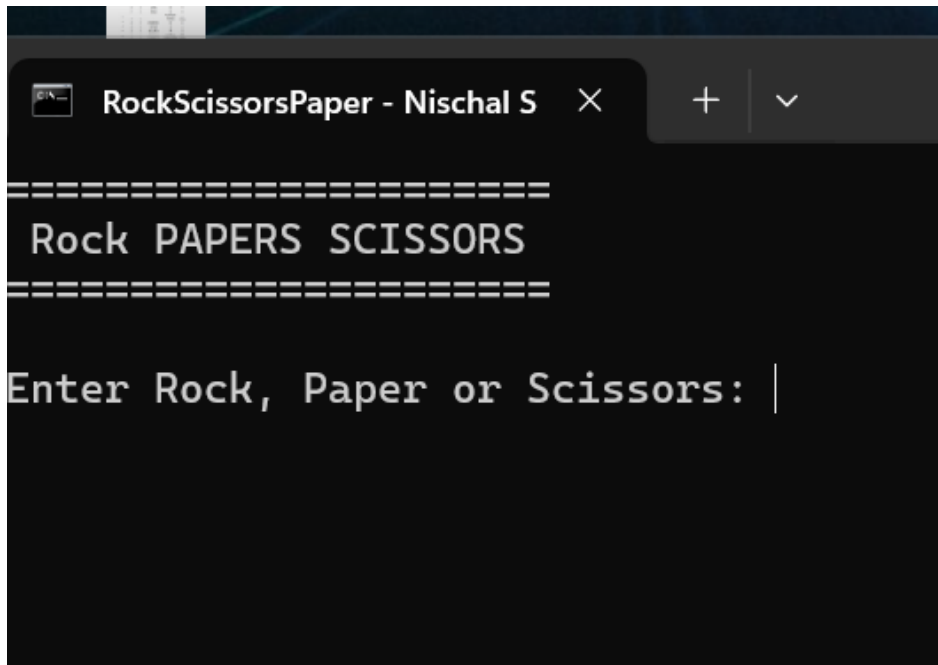 RockScissorsPaper - Nischal S
======================
Rock PAPERS SCISSORS
======================
Enter Rock, Paper or Scissors: